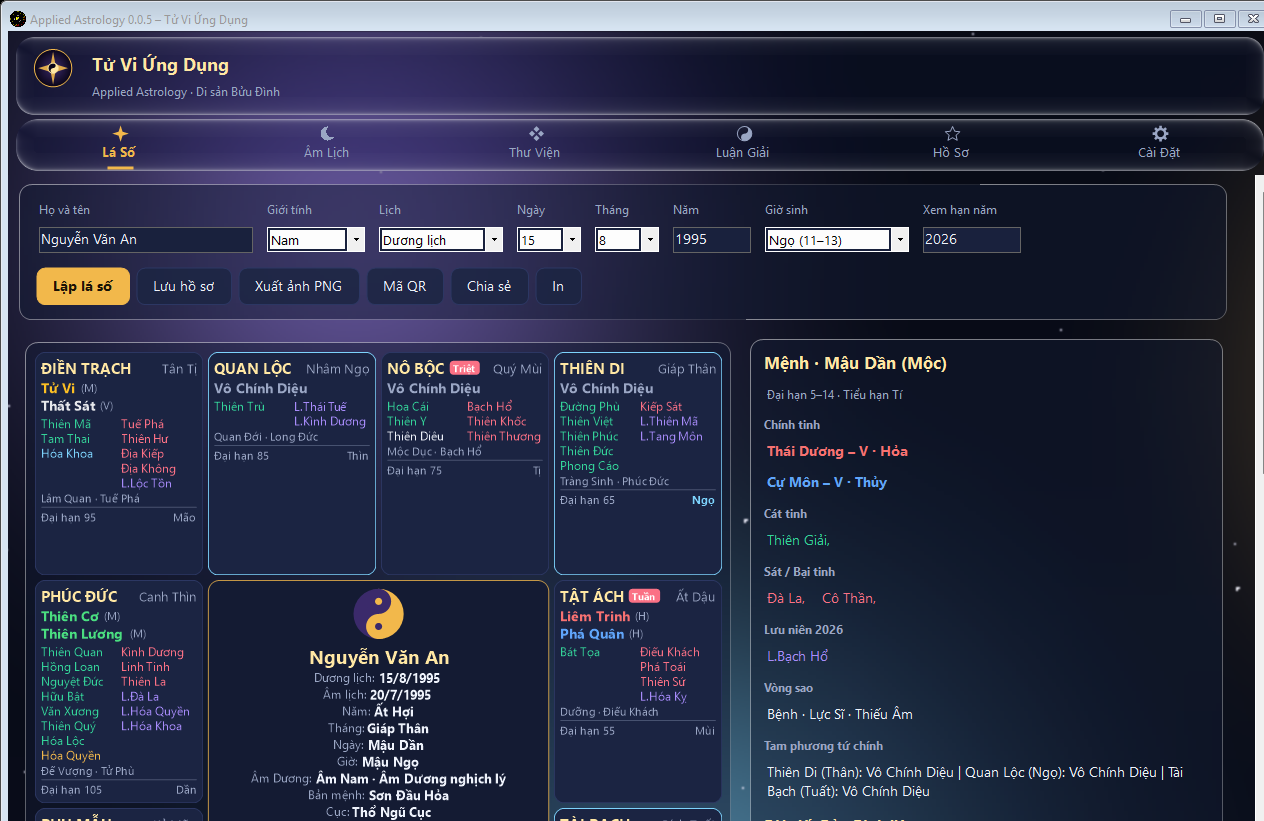 Applied Astrology 0.0.5 – Tử Vi Ứng Dụng
Tử Vi Ứng Dụng
Applied Astrology · Di sản Bửu Đình
Lá Số
Âm Lịch
Thư Viện
Luận Giải
Hồ Sơ
Cài Đặt
Họ và tên
Giới tính
Lịch
Ngày
Tháng
Năm
Giờ sinh
Xem hạn năm
Nguyễn Văn An
Nam
Dương lịch
15
8
1995
Ngọ (11–13)
2026
Lập lá số
Lưu hồ sơ
Xuất ảnh PNG
Mã QR
Chia sẻ
In
ĐIỀN TRẠCH Tân Tị
Tử Vi (M)
Thất Sát (V)
Thiên Mã Tuế Phá
Tam Thai Thiên Hư
Hóa Khoa Địa Kiếp
Địa Không
L.Lộc Tồn
Lâm Quan · Tuế Phá
Đại hạn 95 Mão
QUAN LỘC Nhâm Ngọ
Vô Chính Diệu
Thiên Trù L.Thái Tuế
L.Kình Dương
Quan Đới · Long Đức
Đại hạn 85 Thìn
NÔ BỘC Triệt Quý Mùi
Vô Chính Diệu
Hoa Cái Bạch Hổ
Thiên Y Thiên Khốc
Thiên Diêu Thiên Thương
Mộc Dục · Bạch Hổ
Đại hạn 75 Tị
THIÊN DI Giáp Thân
Vô Chính Diệu
Đường Phù Kiếp Sát
Thiên Việt L.Thiên Mã
Thiên Phúc L.Tang Môn
Thiên Đức
Phong Cáo
Tràng Sinh · Phúc Đức
Đại hạn 65 Ngọ
PHÚC ĐỨC Canh Thìn
Thiên Cơ (M)
Thiên Lương (M)
Thiên Quan Kình Dương
Hồng Loan Linh Tinh
Nguyệt Đức Thiên La
Hữu Bật L.Đà La
Văn Xương L.Hóa Quyền
Thiên Quý L.Hóa Khoa
Hóa Lộc
Hóa Quyền
Đế Vượng · Tử Phù
Đại hạn 105 Dần
Nguyễn Văn An
Dương lịch: 15/8/1995
Âm lịch: 20/7/1995
Năm: Ất Hợi
Tháng: Giáp Thân
Ngày: Mậu Dần
Giờ: Mậu Ngọ
Âm Dương: Âm Nam · Âm Dương nghịch lý
Bản mệnh: Sơn Đầu Hỏa
Cục: Thổ Ngũ Cục
TẬT ÁCH Tuần Ất Dậu
Liêm Trinh (H)
Phá Quân (H)
Bát Tọa Điếu Khách
Phá Toái
Thiên Sứ
L.Hóa Kỵ
Dưỡng · Điếu Khách
Đại hạn 55 Mùi
Mệnh · Mậu Dần (Mộc)
Đại hạn 5–14 · Tiểu hạn Tí
Chính tinh
Thái Dương – V · Hỏa
Cự Môn – V · Thủy
Cát tinh
Thiên Giải,
Sát / Bại tinh
Đà La, Cô Thần,
Lưu niên 2026
L.Bạch Hổ
Vòng sao
Bệnh · Lực Sĩ · Thiếu Âm
Tam phương tứ chính
Thiên Di (Thân): Vô Chính Diệu | Quan Lộc (Ngọ): Vô Chính Diệu | Tài
Bạch (Tuất): Vô Chính Diệu